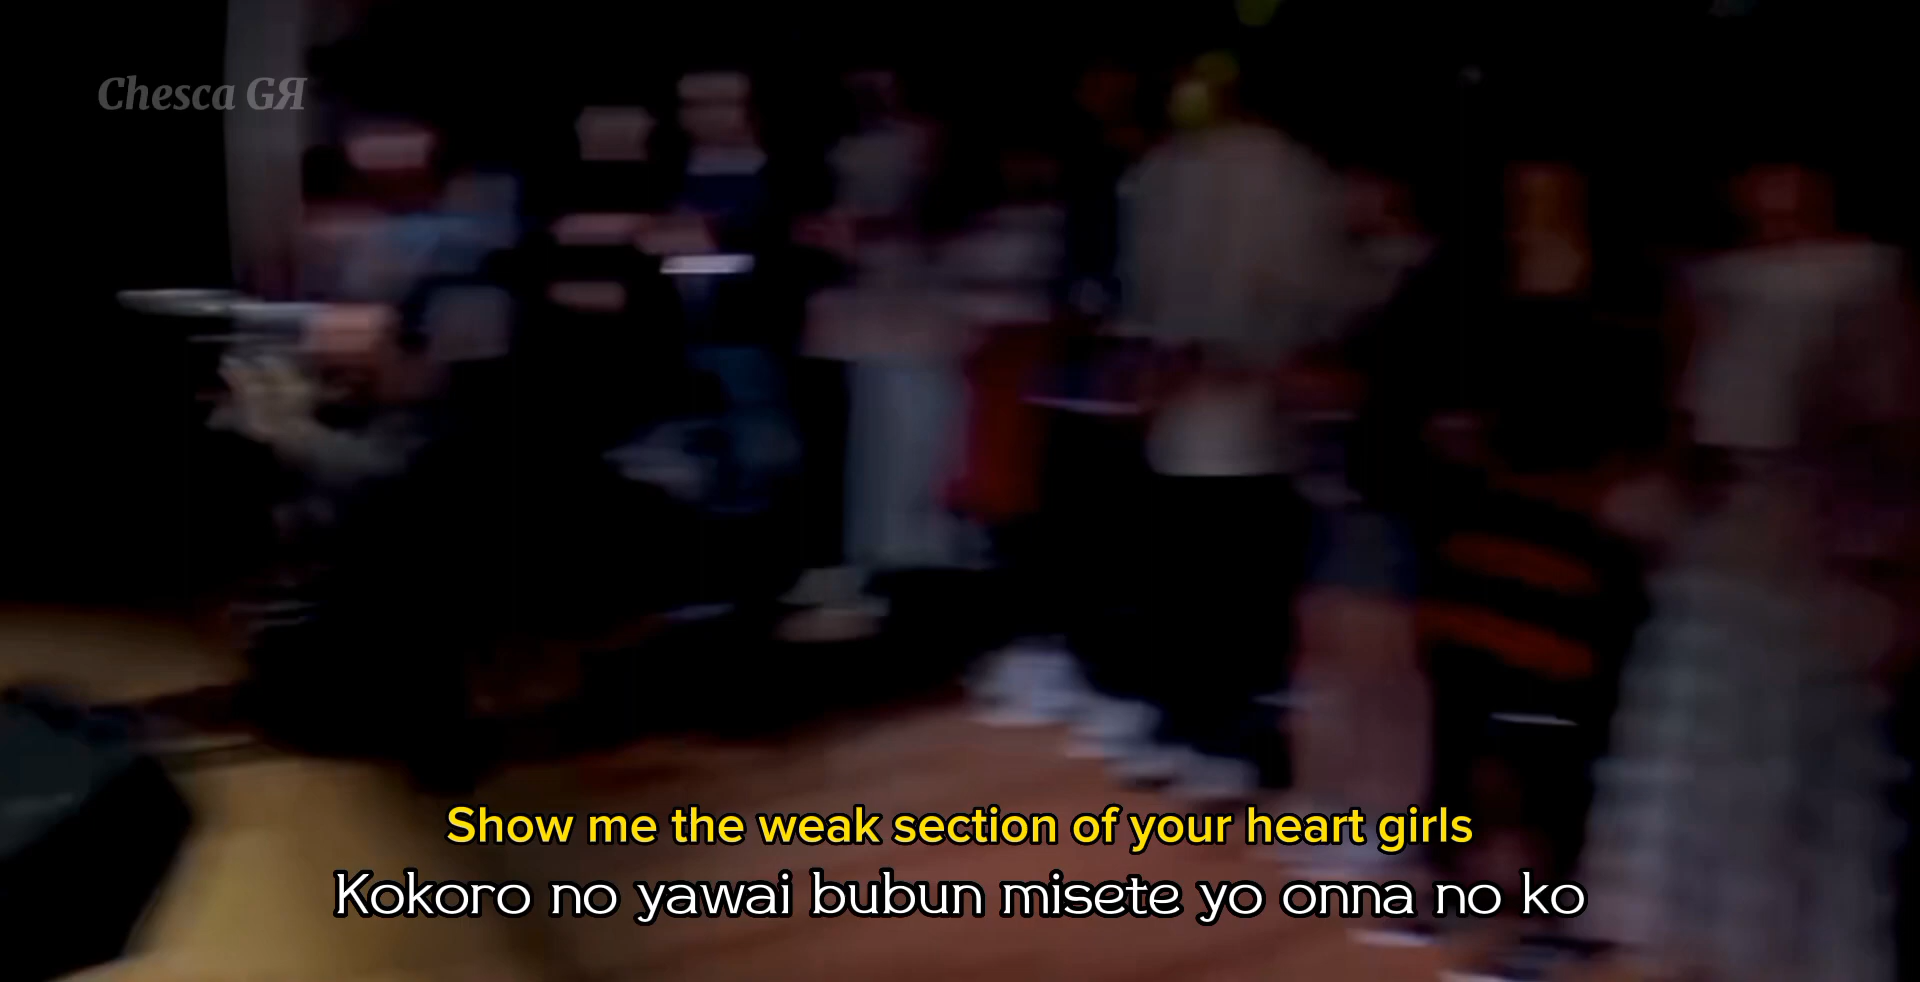 Chesca GЯ
Show me the weak section of your heart girls
Kokoro no yawai bubun misete yo onna no ko